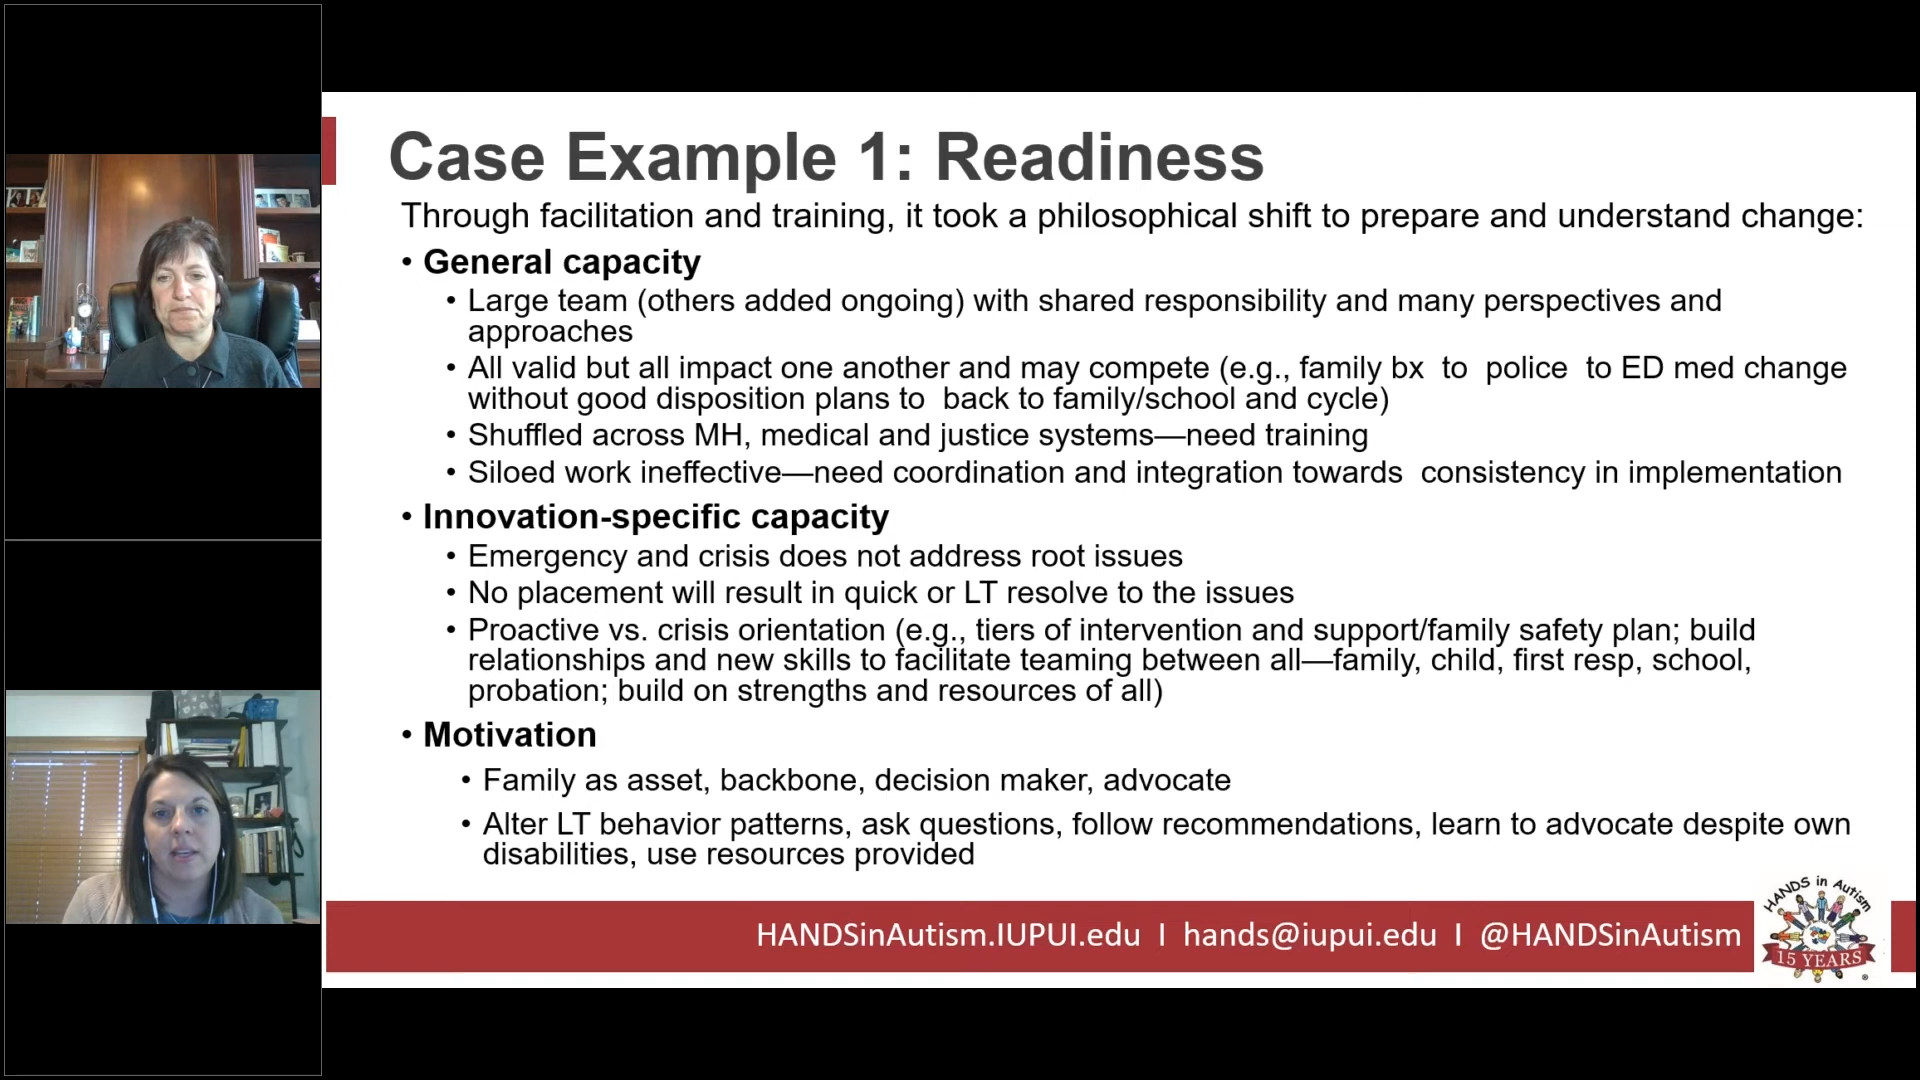 Case Example 1: Readiness
Through facilitation and training, it took a philosophical shift to prepare and understand change:
• General capacity
• Large team (others added ongoing) with shared responsibility and many perspectives and
approaches
• All valid but all impact one another and may compete (e.g., family bx to police to ED med change
without good disposition plans to back to family/school and cycle)
• Shuffled across MH, medical and justice systems—need training
• Siloed work ineffective—need coordination and integration towards consistency in implementation
• Innovation-specific capacity
• Emergency and crisis does not address root issues
• No placement will result in quick or LT resolve to the issues
• Proactive vs. crisis orientation (e.g., tiers of intervention and support/family safety plan; build
relationships and new skills to facilitate teaming between all—family, child, first resp, school,
probation; build on strengths and resources of all)
• Motivation
• Family as asset, backbone, decision maker, advocate
• Alter LT behavior patterns, ask questions, follow recommendations, learn to advocate despite own
disabilities, use resources provided
HANDSinAutism.IUPUI.edu I hands@iupui.edu I @HANDSinAutism
HANDS in Autism
15 YEARS
®